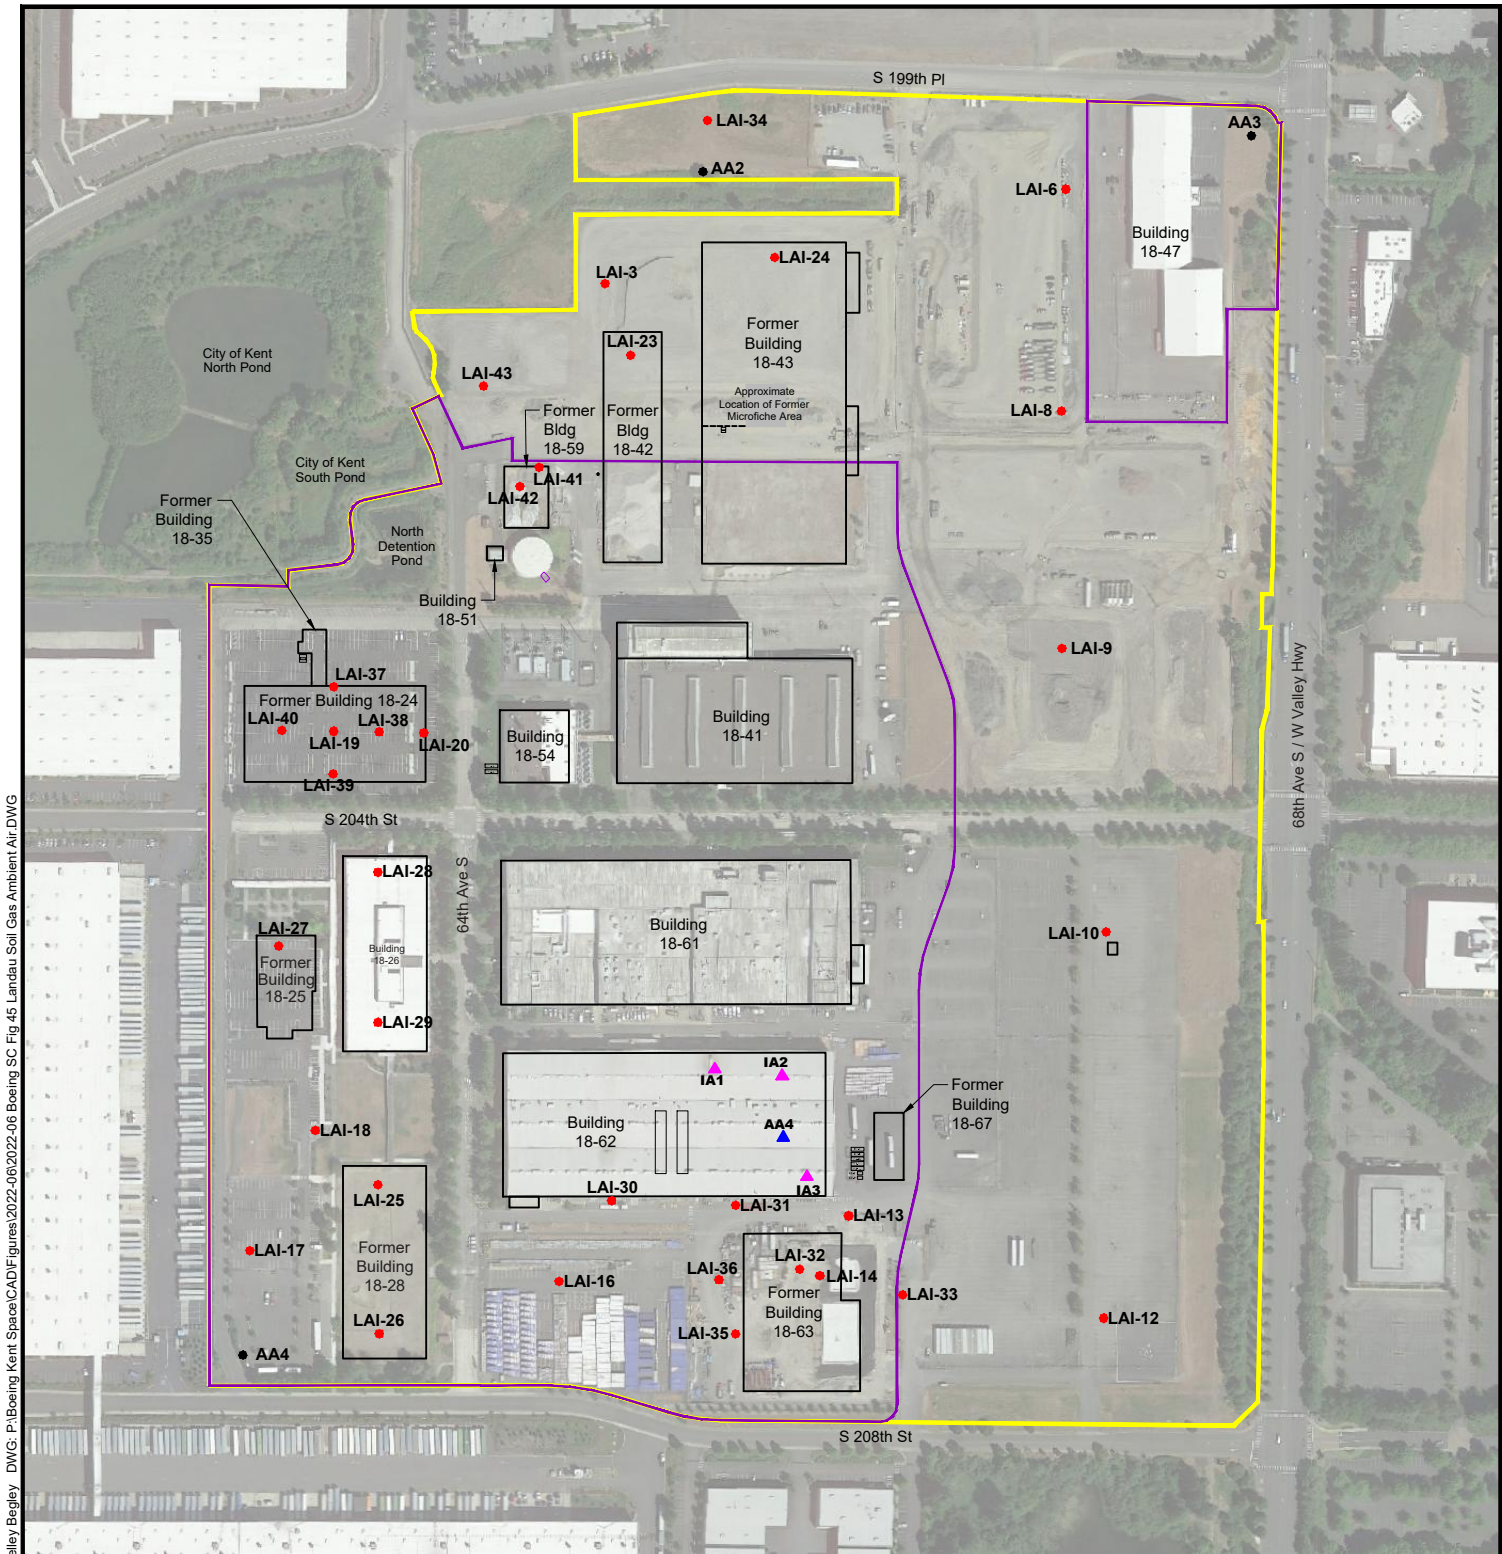 S 199th Pl
LAI-34
AA3
AA2
LAI-6
Building
18-47
LAI-24
LAI-3
Former
Building
18-43
LAI-23
City of Kent
North Pond
LAI-43
Approximate
Location of Former
Microfiche Area
Former
Bldg
18-59
Former
Bldg
18-42
LAI-8
City of Kent
South Pond
LAI-41
LAI-42
Former
Building
18-35
North
Detention
Pond
Building
18-51
LAI-9
68th Ave S / W Valley Hwy
LAI-37
Former Building 18-24
LAI-40
LAI-38
LAI-19
LAI-20
LAI-39
Building
18-54
Building
18-41
S 204th St
LAI-28
64th Ave S
LAI-27
Former
Building
18-25
Building
18-26
Building
18-61
LAI-10
LAI-29
IA1
IA2
Former
Building
18-67
Building
18-62
AA4
LAI-18
IA3
LAI-25
LAI-30
LAI-31
LAI-13
LAI-17
Former
Building
18-28
LAI-16
LAI-36
LAI-32
LAI-14
Former
Building
18-63
LAI-33
LAI-12
LAI-26
LAI-35
AA4
S 208th St
elley Begley DWG: P:\Boeing Kent Space\CAD\Figures\2022-06\2022-06 Boeing SC Fig 45 Landau Soil Gas Ambient Air.DWG